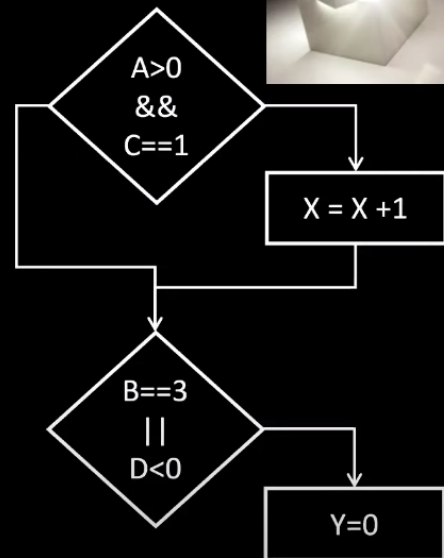 A>0
&&
C==1
X = X +1
B==3
||
D<0
Y=0